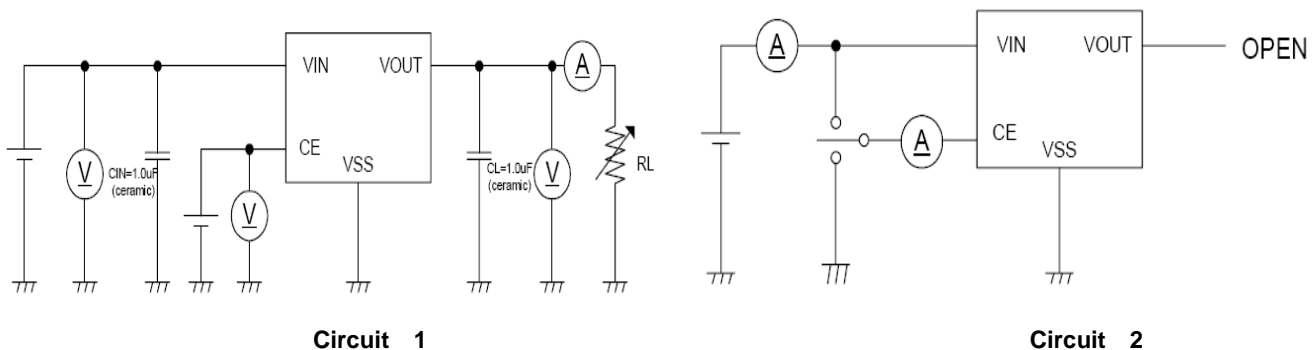 VIN
VOUT
A
V
CIN=1.0uF
(ceramic)
CE
VSS
V
CL=1.0uF
(ceramic)
V
RL
Circuit 1
A
VIN
VOUT
OPEN
A
CE
VSS
Circuit 2